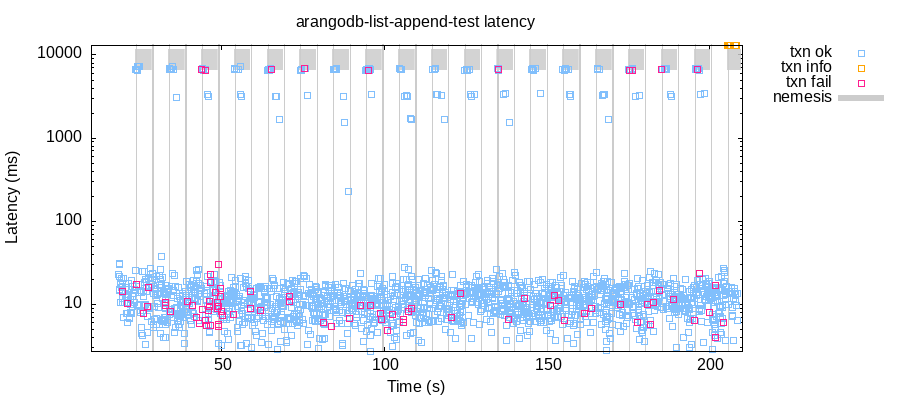 arangodb-list-append-test latency
10000
1000
100
10
Latency (ms)
50
100
150
200
Time (s)
txn ok
txn info
txn fail
nemesis